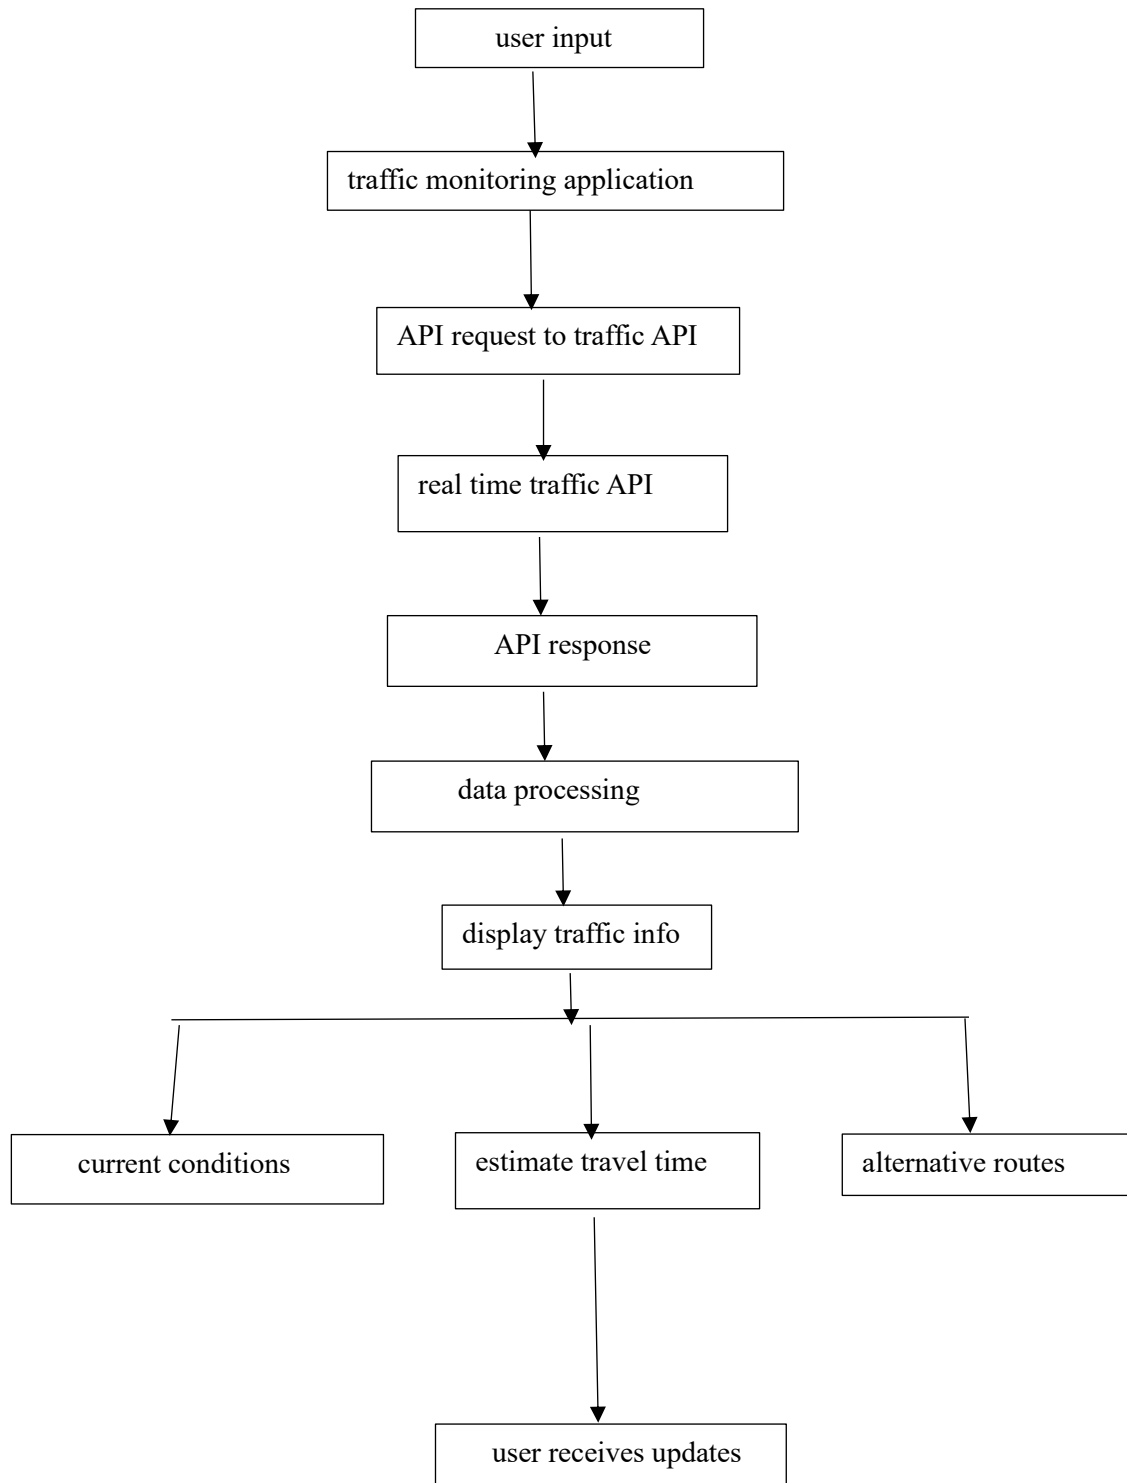 user input
traffic monitoring application
API request to traffic API
real time traffic API
API response
data processing
display traffic info
current conditions
estimate travel time
alternative routes
user receives updates